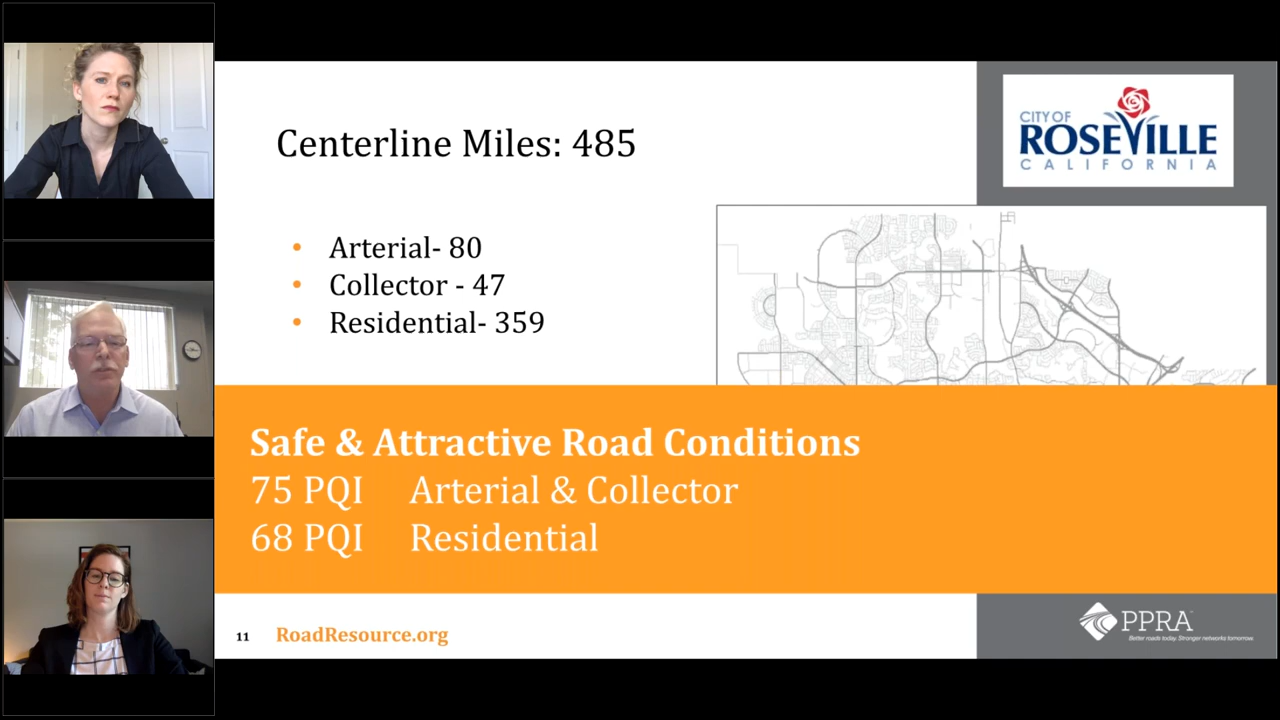 Centerline Miles: 485
CITY OF
ROSEVILLE
CALIFORNIA
• Arterial- 80
• Collector - 47
• Residential- 359
Safe & Attractive Road Conditions
75 PQI Arterial & Collector
68 PQI Residential
11 RoadResource.org
PPRA
Better roads today. Stronger networks tomorrow.